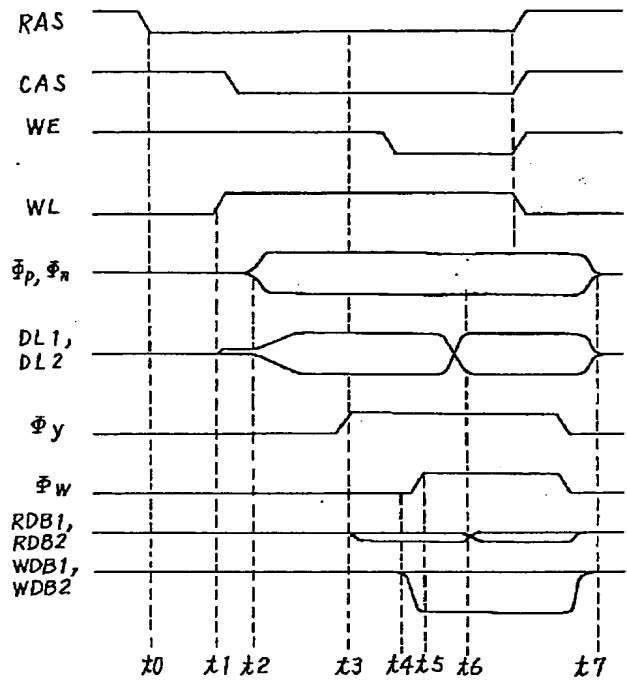 RAS
CAS
WE
WL
Φp, Φn
DL1,
DL2
Φy
Φw
RDB1,
RDB2
WDB1,
WDB2
t0 t1 t2 t3 t4 t5 t6 t7